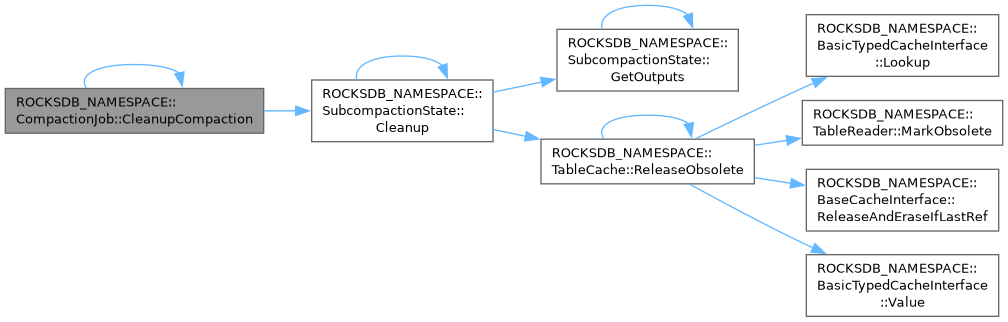 ROCKSDB_NAMESPACE::
CompactionJob::CleanupCompaction
ROCKSDB_NAMESPACE::
SubcompactionState::
Cleanup
ROCKSDB_NAMESPACE::
SubcompactionState::
GetOutputs
ROCKSDB_NAMESPACE::
TableCache::ReleaseObsolete
ROCKSDB_NAMESPACE::
BasicTypedCacheInterface
::Lookup
ROCKSDB_NAMESPACE::
TableReader::MarkObsolete
ROCKSDB_NAMESPACE::
BaseCacheInterface::
ReleaseAndEraseIfLastRef
ROCKSDB_NAMESPACE::
BasicTypedCacheInterface
::Value